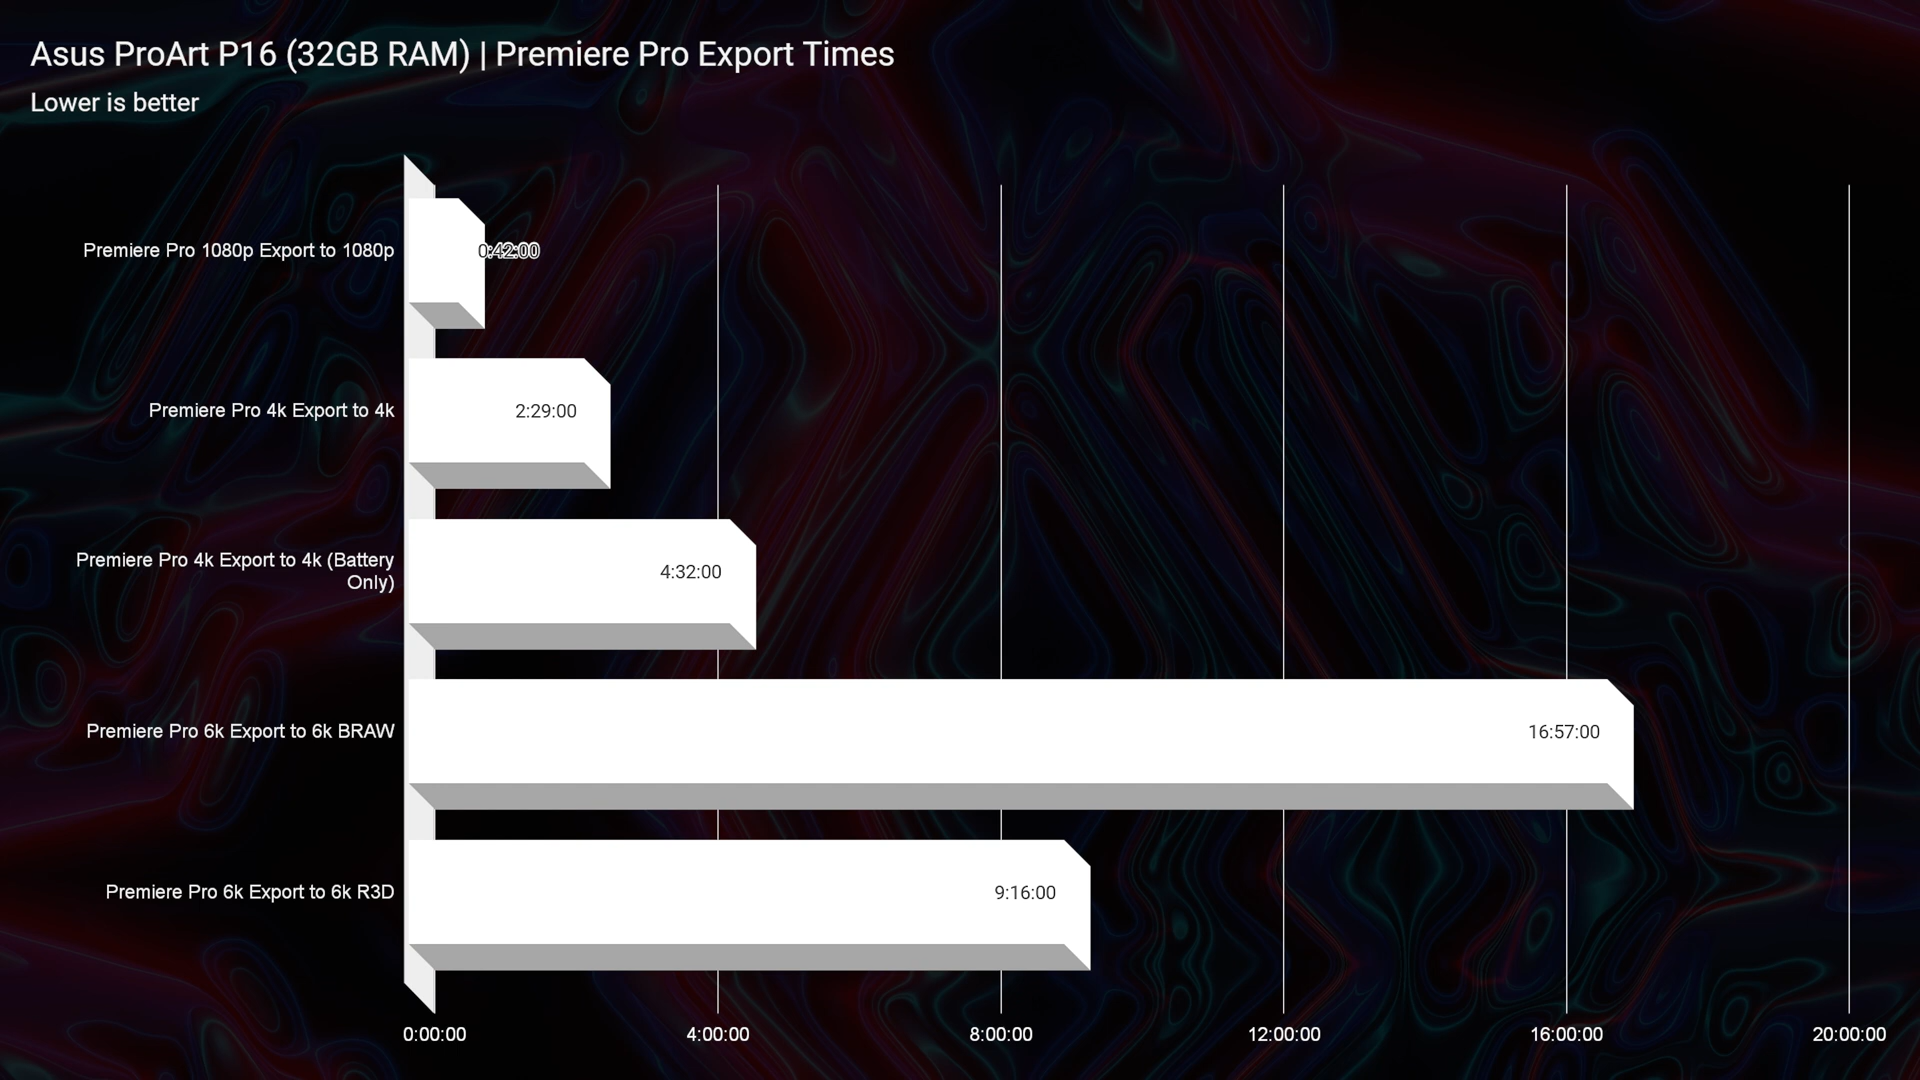 Asus ProArt P16 (32GB RAM) | Premiere Pro Export Times
Lower is better
Premiere Pro 1080p Export to 1080p
0:42:00
Premiere Pro 4k Export to 4k
2:29:00
Premiere Pro 4k Export to 4k (Battery
Only)
4:32:00
Premiere Pro 6k Export to 6k BRAW
16:57:00
Premiere Pro 6k Export to 6k R3D
9:16:00
0:00:00
4:00:00
8:00:00
12:00:00
16:00:00
20:00:00